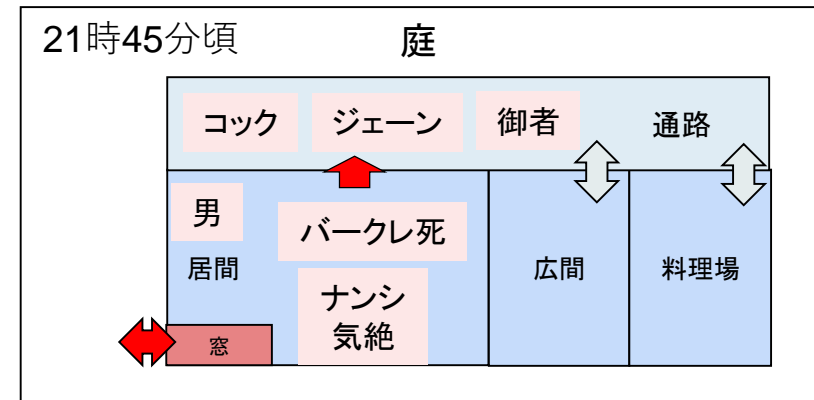 21時45分頃
庭
コック
ジェーン
御者
通路
男
バークレ死
居間
広間
料理場
ナンシ
気絶
窓